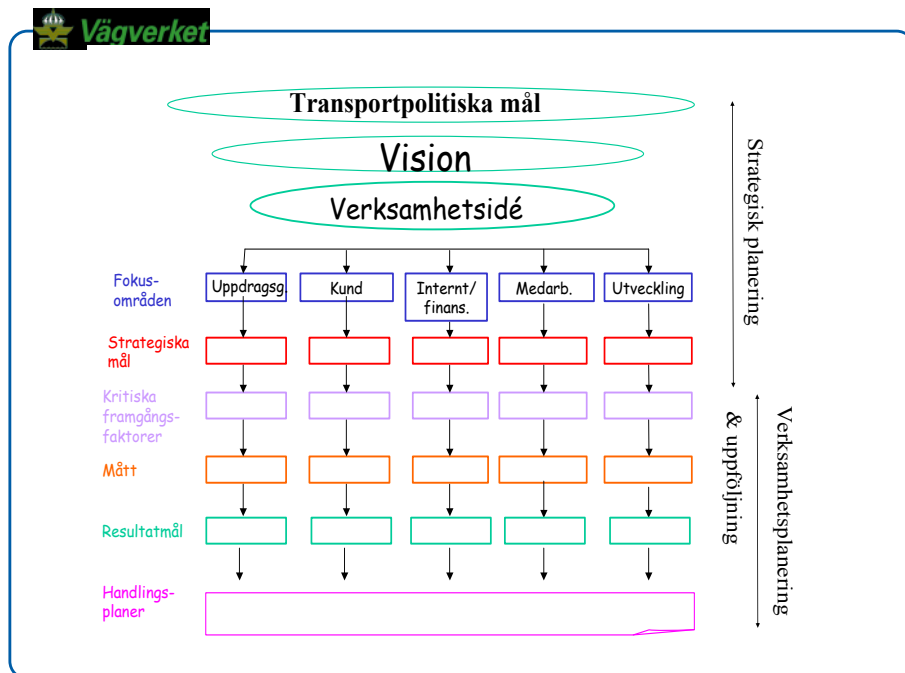 Vägverket
Transportpolitiska mål
Vision
Verksamhetsidé
Fokus-
områden
Uppdragsg.
Kund
Internt/
finans.
Medarb.
Utveckling
Strategiska
mål
Kritiska
framgångs-
faktorer
Mått
Resultatmål
Handlings-
planer
Strategisk planering
Verksamhetsplanering
& uppföljning